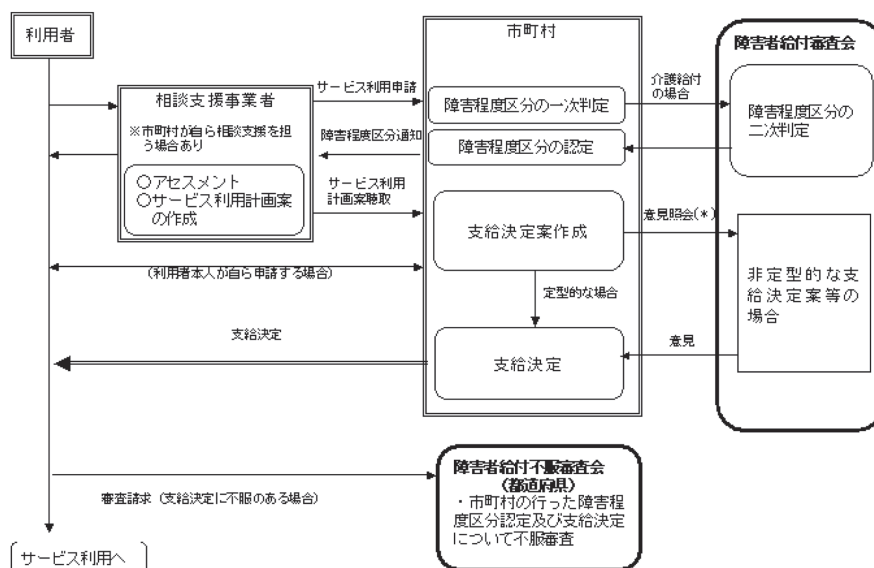 利用者
相談支援事業者
※市町村が自ら相談支援を担
う場合あり
○アセスメント
○サービス利用計画案
の作成
サービス利用申請
障害程度区分通知
サービス利用
計画案聴取
(利用者本人が自ら申請する場合)
支給決定
市町村
障害程度区分の一次判定
障害程度区分の認定
支給決定案作成
定型的な場合
支給決定
介護給付
の場合
意見照会(*)
意見
障害者給付審査会
障害程度区分の
二次判定
非定型的な支
給決定案等の
場合
審査請求(支給決定に不服のある場合)
障害者給付不服審査会
(都道府県)
・市町村の行った障害程
度区分認定及び支給決定
について不服審査
サービス利用へ